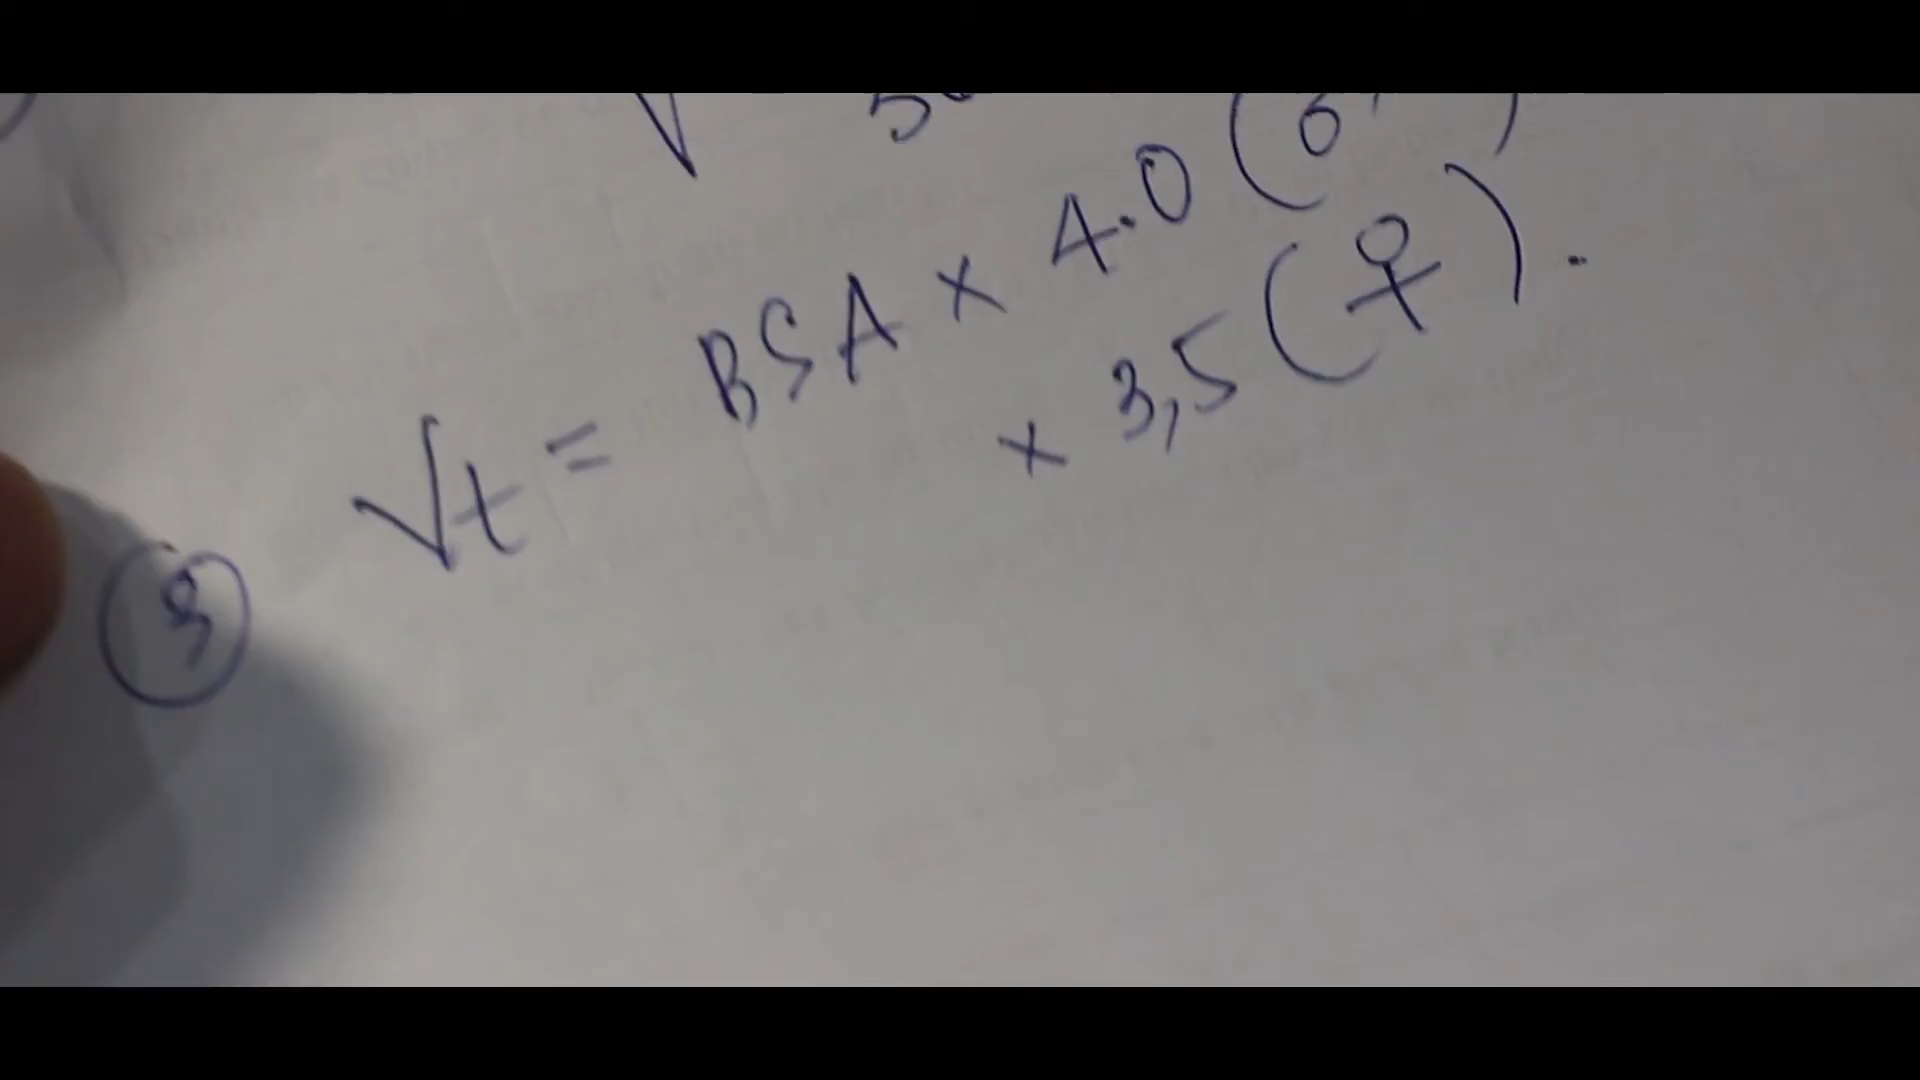 Vt = BSA x 4.0 (♂)
x 3,5 (♀).